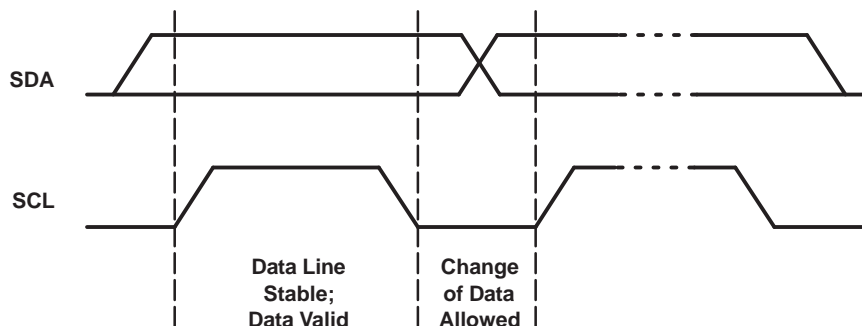 SDA
SCL
Data Line
Stable;
Data Valid
Change
of Data
Allowed